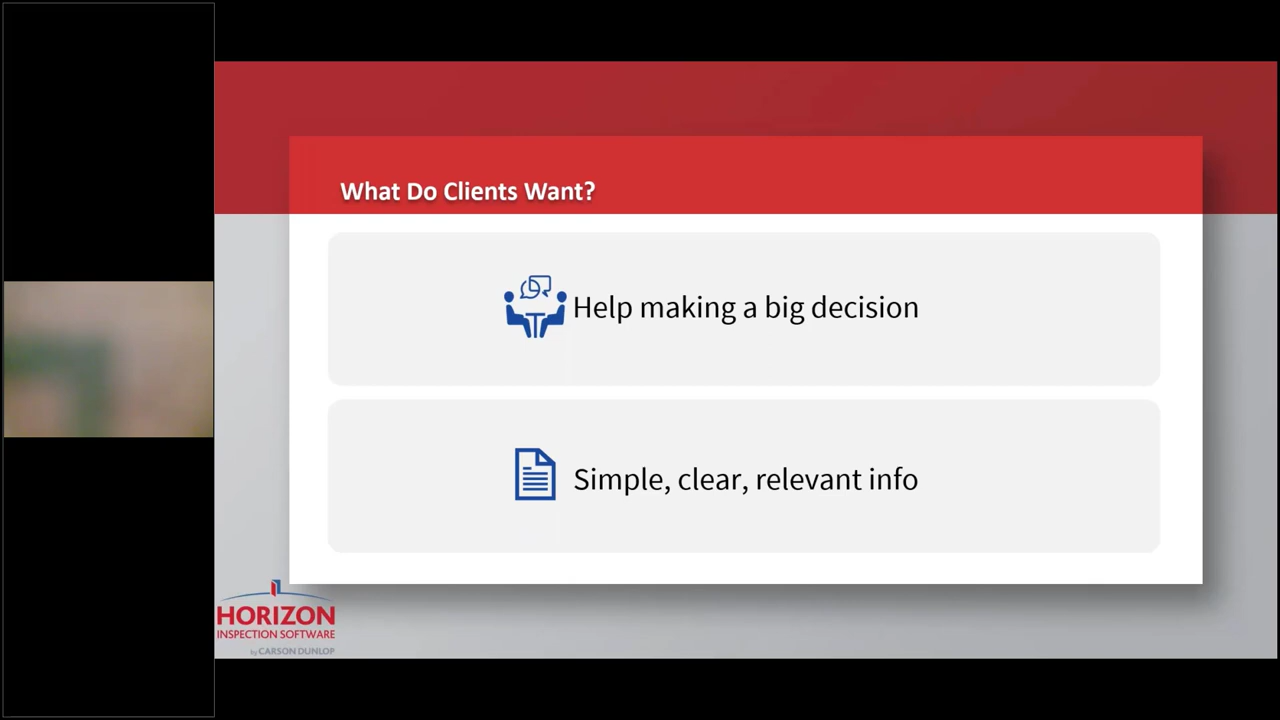 What Do Clients Want?
Help making a big decision
Simple, clear, relevant info
HORIZON
INSPECTION SOFTWARE
by CARSON DUNLOP